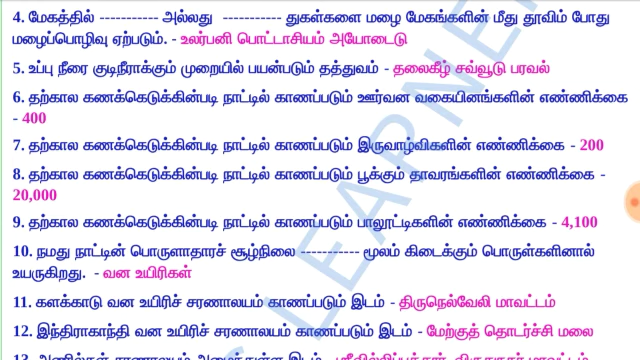 4. மேகத்தில் ----------- அல்லது ----------- துகள்களை மழை மேகங்களின் மீது தூவிம் போது
மழைப்பொழிவு ஏற்படும். - உலர்பனி பொட்டாசியம் அயோடைடு
5. உப்பு நீரை குடிநீராக்கும் முறையில் பயன்படும் தத்துவம் - தலைகீழ் சவ்வூடு பரவல்
6. தற்கால கணக்கெடுக்கின்படி நாட்டில் காணப்படும் ஊர்வன வகையினங்களின் எண்ணிக்கை
- 400
7. தற்கால கணக்கெடுக்கின்படி நாட்டில் காணப்படும் இருவாழ்விகளின் எண்ணிக்கை - 200
8. தற்கால கணக்கெடுக்கின்படி நாட்டில் காணப்படும் பூக்கும் தாவரங்களின் எண்ணிக்கை -
20,000
9. தற்கால கணக்கெடுக்கின்படி நாட்டில் காணப்படும் பாலூட்டிகளின் எண்ணிக்கை - 4,100
10. நமது நாட்டின் பொருளாதாரச் சூழ்நிலை ----------- மூலம் கிடைக்கும் பொருள்களினால்
உயருகிறது. - வன உயிரிகள்
11. களக்காடு வன உயிரிச் சரணாலயம் காணப்படும் இடம் - திருநெல்வேலி மாவட்டம்
12. இந்திராகாந்தி வன உயிரிச் சரணாலயம் காணப்படும் இடம் - மேற்குத் தொடர்ச்சி மலை
LEARNE